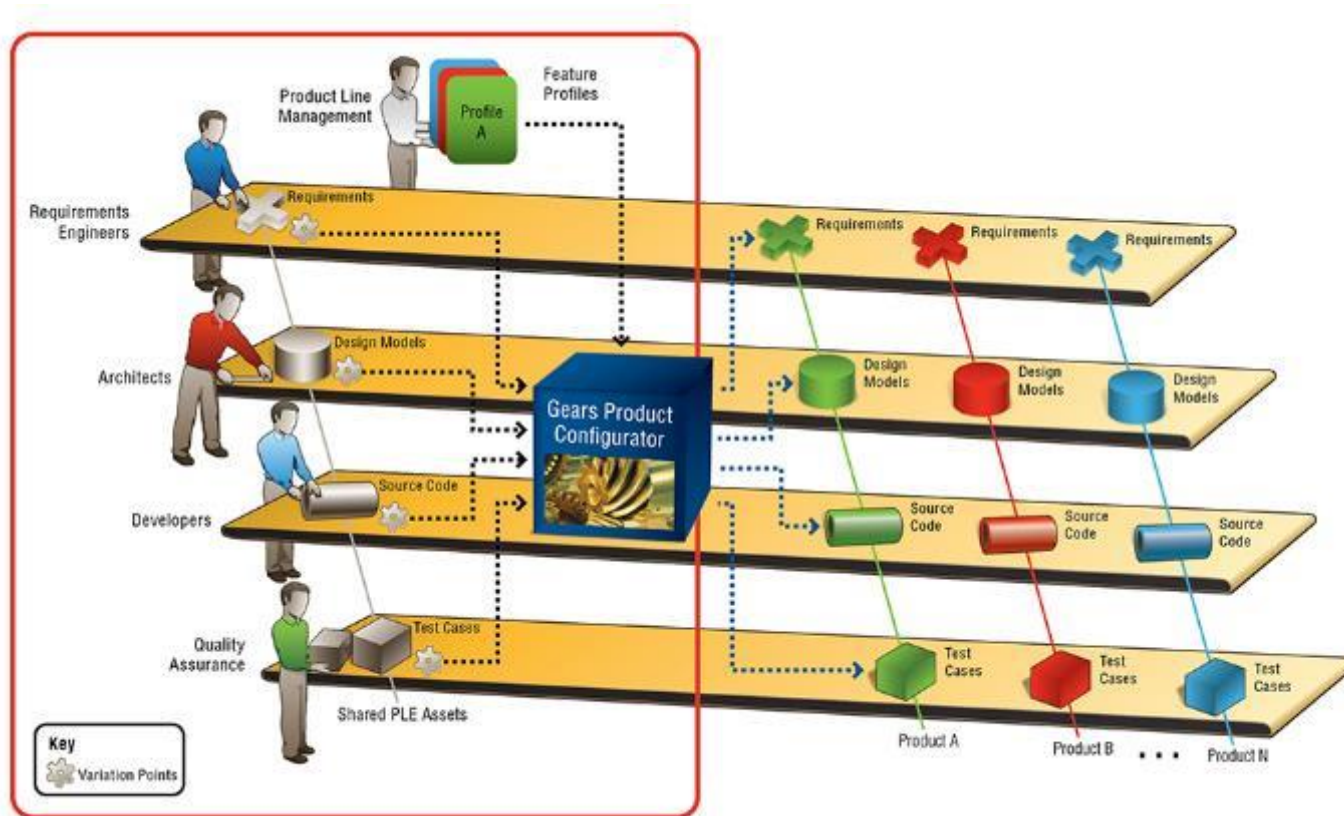 Product Line
Management
Profile
A
Feature
Profiles
Requirements
Engineers
Requirements
Requirements
Requirements
Requirements
Architects
Design Models
Gears Product
Configurator
Design
Models
Design
Models
Design
Models
Developers
Source Code
Source
Code
Source
Code
Source
Code
Quality
Assurance
Test Cases
Test
Cases
Test
Cases
Test
Cases
Shared PLE Assets
Product A
Product B
• • •
Product N
Key
Variation Points